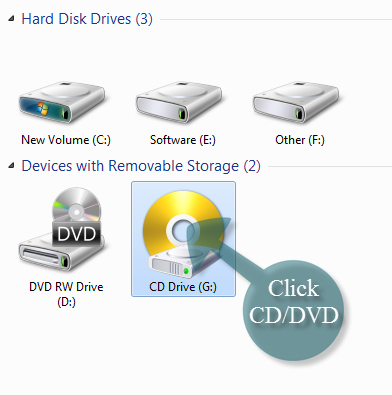 Hard Disk Drives (3)
New Volume (C:) Software (E:) Other (F:)
Devices with Removable Storage (2)
DVD
DVD RW Drive
(D:)
CD Drive (G:)
Click
CD/DVD